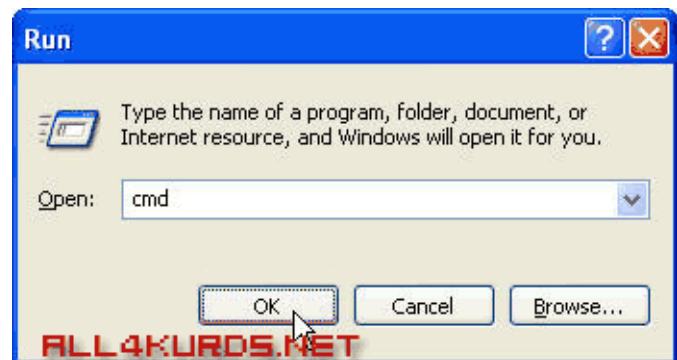 Run
Type the name of a program, folder, document, or
Internet resource, and Windows will open it for you.
Open: cmd
OK Cancel Browse...
ALL4KURDS.NET